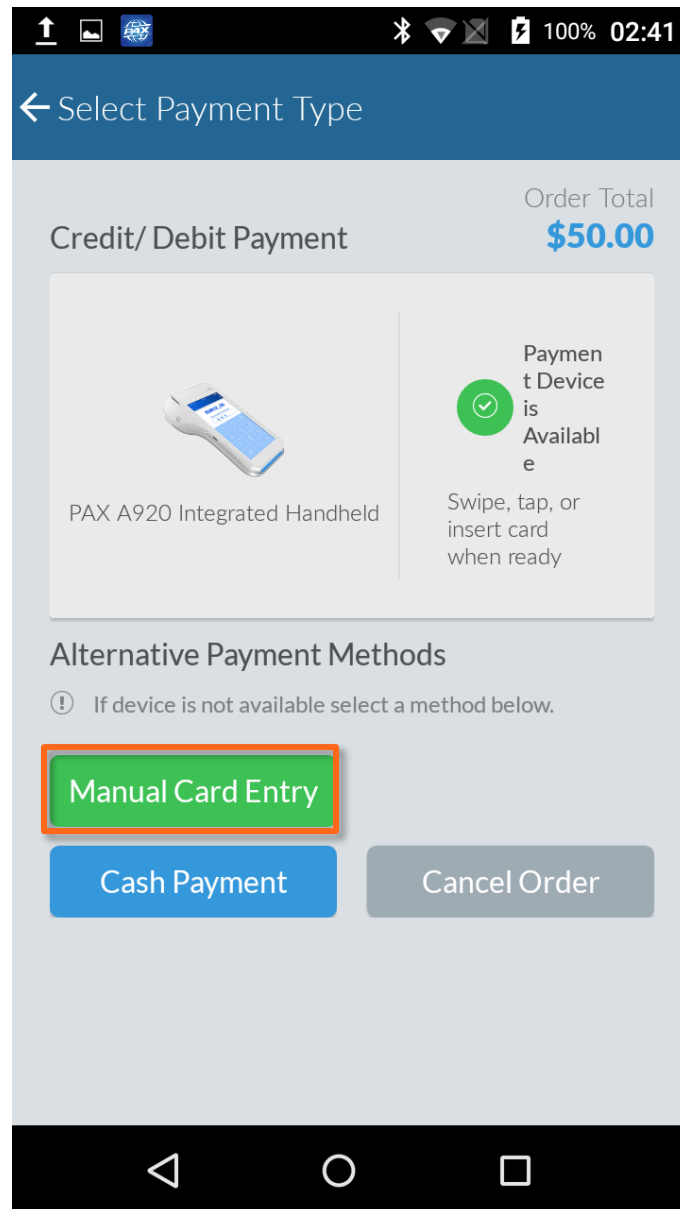 PAX
100% 02:41
Select Payment Type
Order Total
Credit/ Debit Payment
$50.00
Paymen
t Device
is
Availabl
e
PAX A920 Integrated Handheld
Swipe, tap, or
insert card
when ready
Alternative Payment Methods
If device is not available select a method below.
Manual Card Entry
Cash Payment
Cancel Order